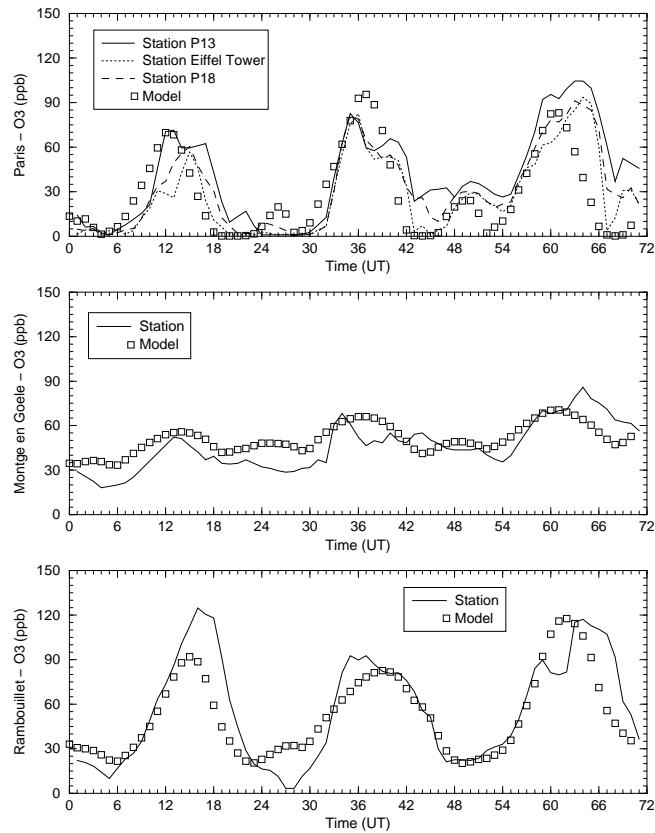 150
120
90
60
30
0
Paris – O3 (ppb)
Station P13
Station Eiffel Tower
Station P18
Model
0 6 12 18 24 30 36 42 48 54 60 66 72
Time (UT)
150
120
90
60
30
0
Montge en Goele – O3 (ppb)
Station
Model
0 6 12 18 24 30 36 42 48 54 60 66 72
Time (UT)
150
120
90
60
30
0
Rambouillet – O3 (ppb)
Station
Model
0 6 12 18 24 30 36 42 48 54 60 66 72
Time (UT)